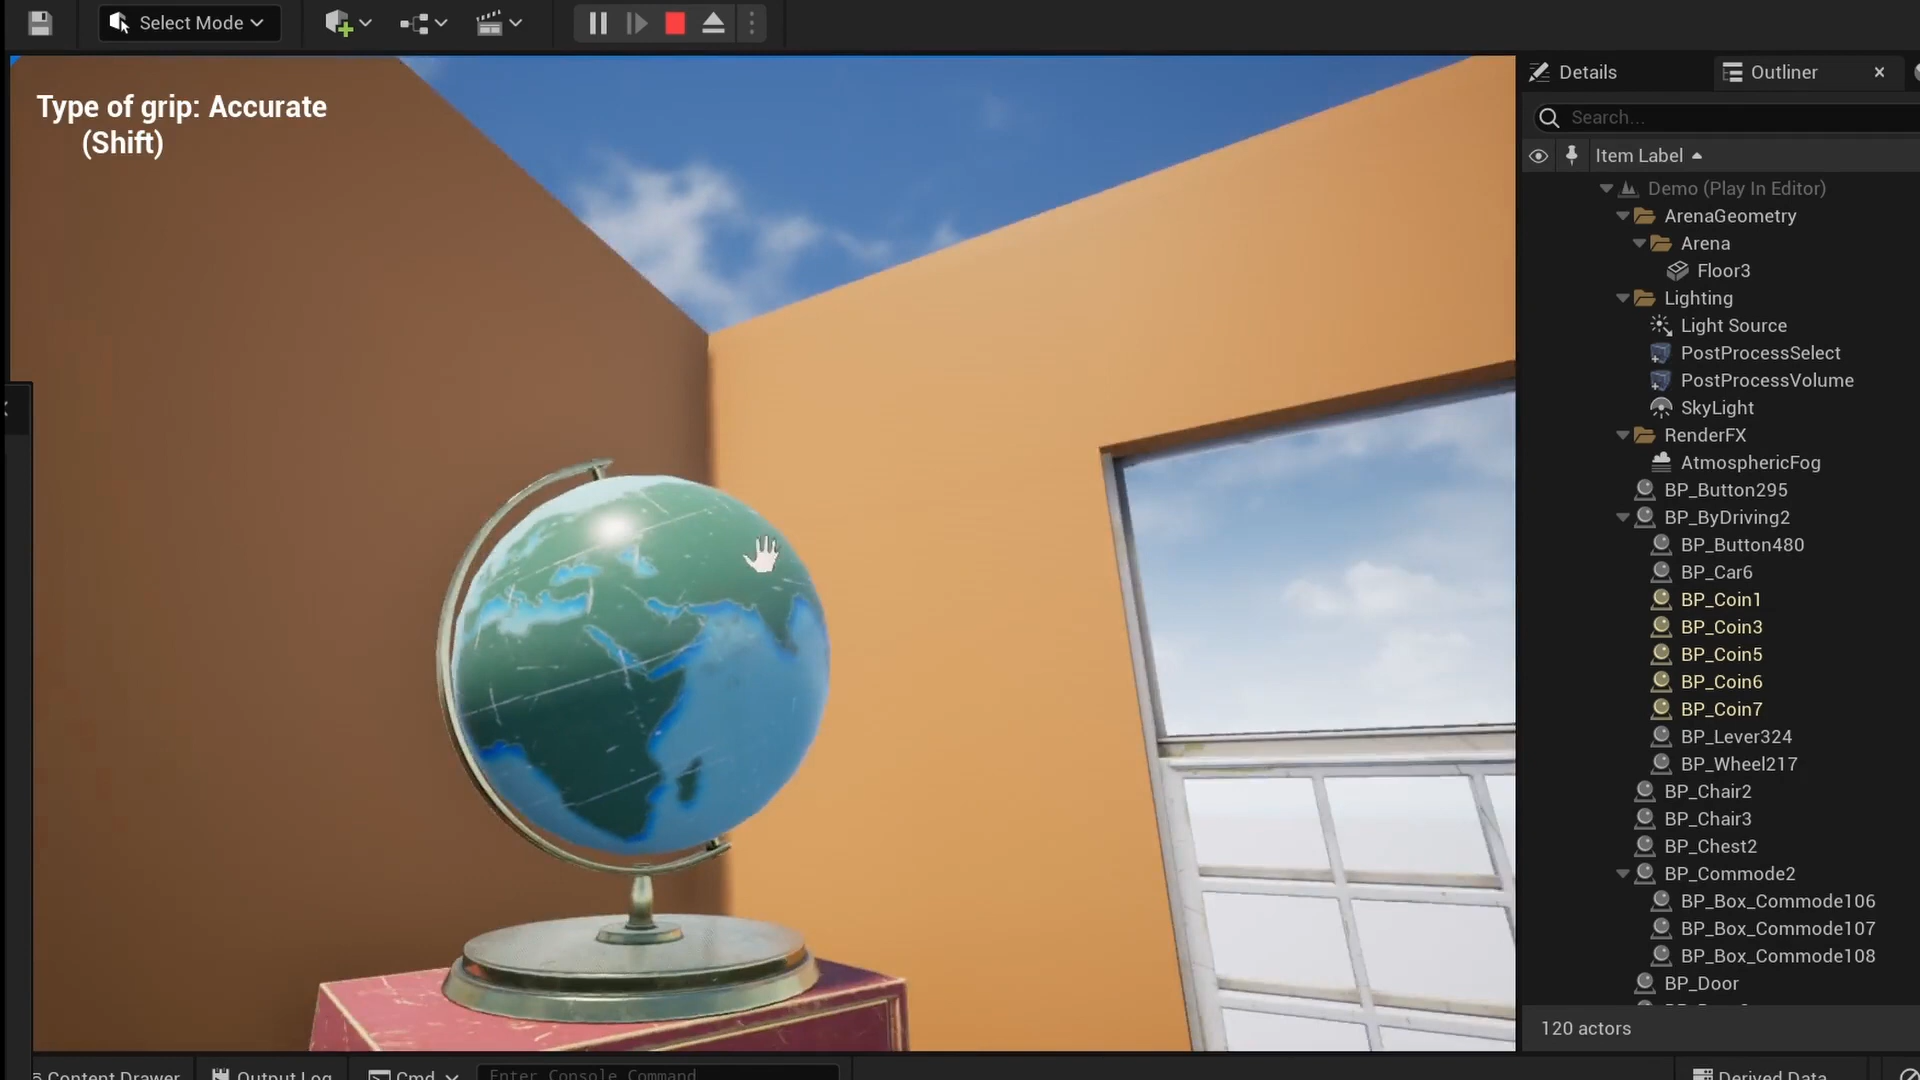 Select Mode
Type of grip: Accurate
(Shift)
Details
Outliner
Search...
Item Label
Demo (Play In Editor)
ArenaGeometry
Arena
Floor3
Lighting
Light Source
PostProcessSelect
PostProcessVolume
SkyLight
RenderFX
AtmosphericFog
BP_Button295
BP_ByDriving2
BP_Button480
BP_Car6
BP_Coin1
BP_Coin3
BP_Coin5
BP_Coin6
BP_Coin7
BP_Lever324
BP_Wheel217
BP_Chair2
BP_Chair3
BP_Chest2
BP_Commode2
BP_Box_Commode106
BP_Box_Commode107
BP_Box_Commode108
BP_Door
120 actors
Content Drawer
Output Log
Cmd
Enter Console Command
Derived Data